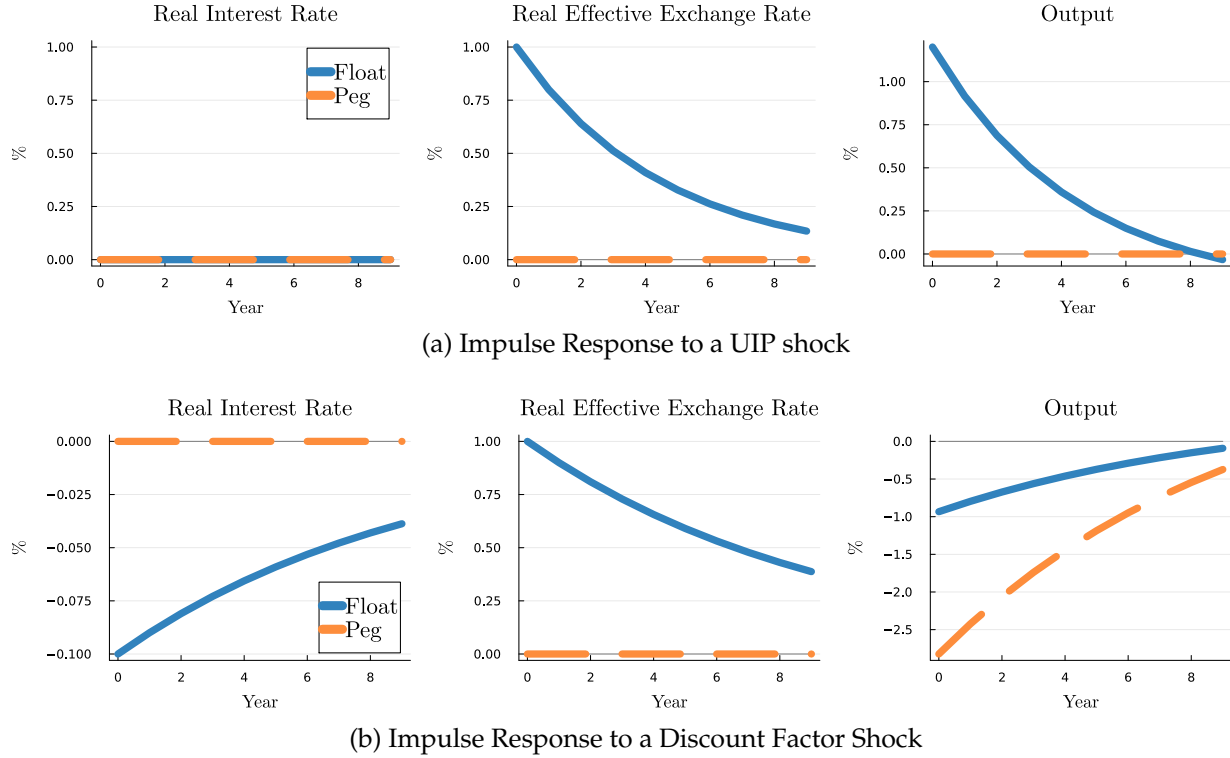 Real Interest Rate
Real Effective Exchange Rate
Output
1.00
0.75
0.50
0.25
0.00
%
0 2 4 6 8
Year
Float
Peg
1.00
0.75
0.50
0.25
0.00
%
0 2 4 6 8
Year
1.00
0.75
0.50
0.25
0.00
%
0 2 4 6 8
Year
(a) Impulse Response to a UIP shock
Real Interest Rate
Real Effective Exchange Rate
Output
0.000
−0.025
−0.050
−0.075
−0.100
%
0 2 4 6 8
Year
Float
Peg
1.00
0.75
0.50
0.25
0.00
%
0 2 4 6 8
Year
0.0
−0.5
−1.0
−1.5
−2.0
−2.5
%
0 2 4 6 8
Year
(b) Impulse Response to a Discount Factor Shock